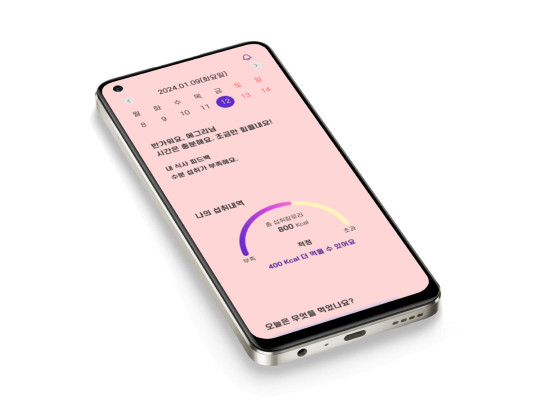 2024.01.09(화요일)
월 화 수 목 금 토 일
8 9 10 11 12 13 14
반가워요, 애그리님
시간은 충분해요. 조금만 힘을내요!
내 식사 피드백
수분 섭취가 부족해요.
나의 섭취내역
총 섭취칼로리
800 Kcal
부족 적정 초과
400 Kcal 더 먹을 수 있어요
오늘은 무엇을 먹었나요?